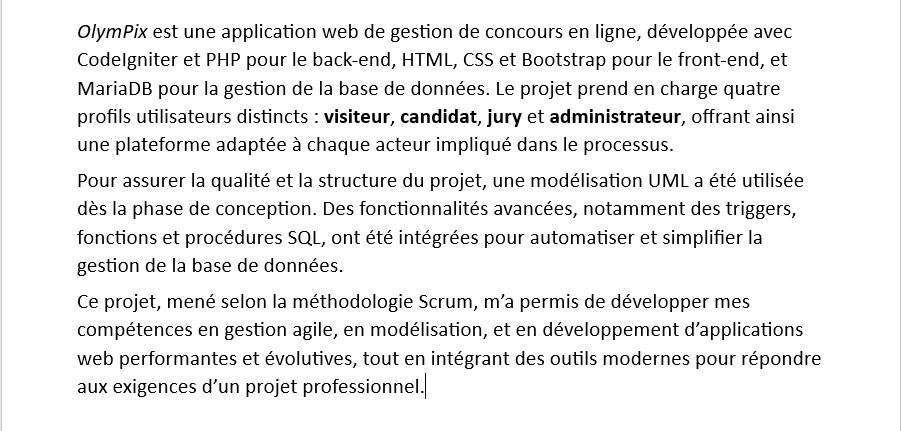 OlymPix est une application web de gestion de concours en ligne, développée avec
CodeIgniter et PHP pour le back-end, HTML, CSS et Bootstrap pour le front-end, et
MariaDB pour la gestion de la base de données. Le projet prend en charge quatre
profils utilisateurs distincts : visiteur, candidat, jury et administrateur, offrant ainsi
une plateforme adaptée à chaque acteur impliqué dans le processus.
Pour assurer la qualité et la structure du projet, une modélisation UML a été utilisée
dès la phase de conception. Des fonctionnalités avancées, notamment des triggers,
fonctions et procédures SQL, ont été intégrées pour automatiser et simplifier la
gestion de la base de données.
Ce projet, mené selon la méthodologie Scrum, m’a permis de développer mes
compétences en gestion agile, en modélisation, et en développement d’applications
web performantes et évolutives, tout en intégrant des outils modernes pour répondre
aux exigences d’un projet professionnel.